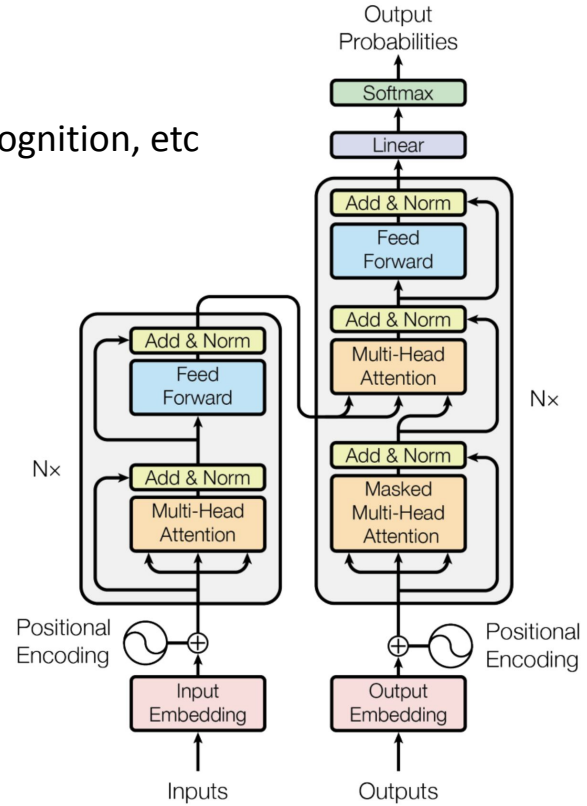 Output
Probabilities
Softmax
ognition, etc
Linear
Add & Norm
Feed
Forward
Add & Norm
Multi-Head
Attention
Add & Norm
Masked
Multi-Head
Attention
Nx
Add & Norm
Feed
Forward
Add & Norm
Multi-Head
Attention
Nx
Positional
Encoding
Positional
Encoding
Input
Embedding
Output
Embedding
Inputs
Outputs